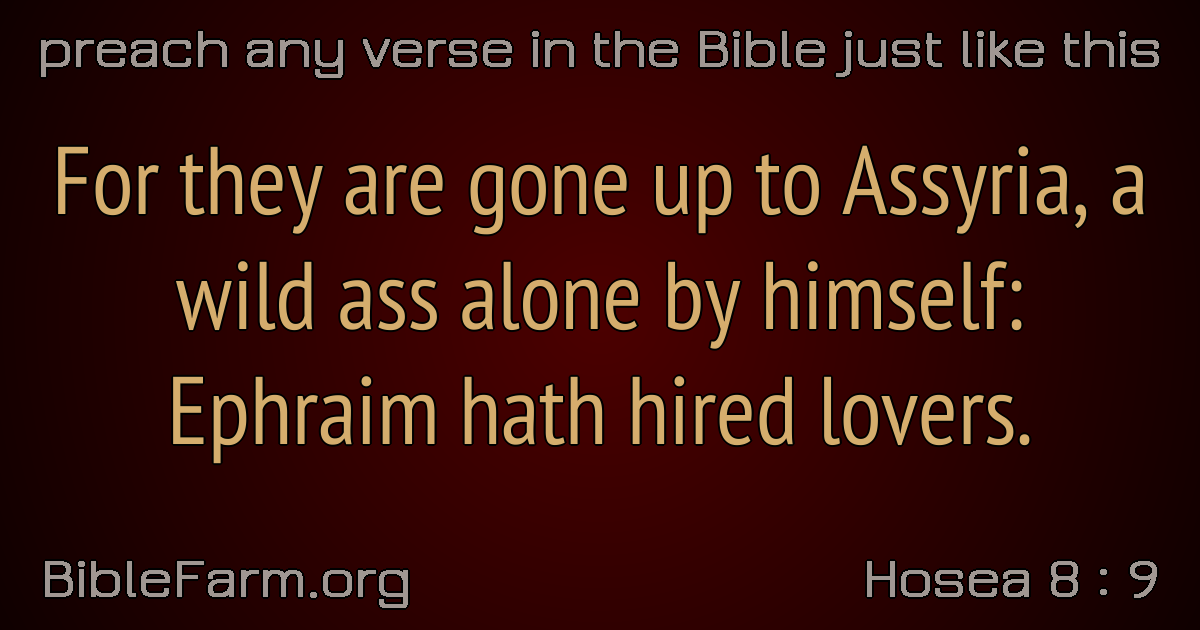 preach any verse in the Bible just like this
For they are gone up to Assyria, a
wild ass alone by himself:
Ephraim hath hired lovers.
BibleFarm.org
Hosea 8 : 9